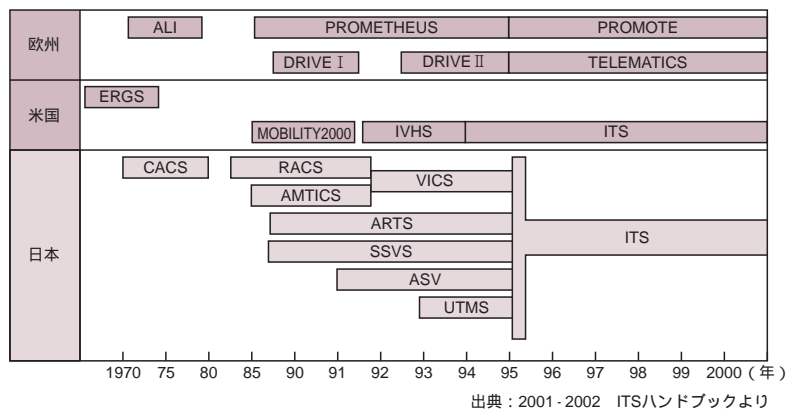 欧州
ALI
PROMETHEUS
PROMOTE
DRIVE Ⅰ
DRIVE Ⅱ
TELEMATICS
米国
ERGS
MOBILITY2000
IVHS
ITS
日本
CACS
RACS
VICS
AMTICS
ARTS
ITS
SSVS
ASV
UTMS
1970 75 80 85 90 91 92 93 94 95 96 97 98 99 2000（年）
出典：2001-2002 ITSハンドブックより